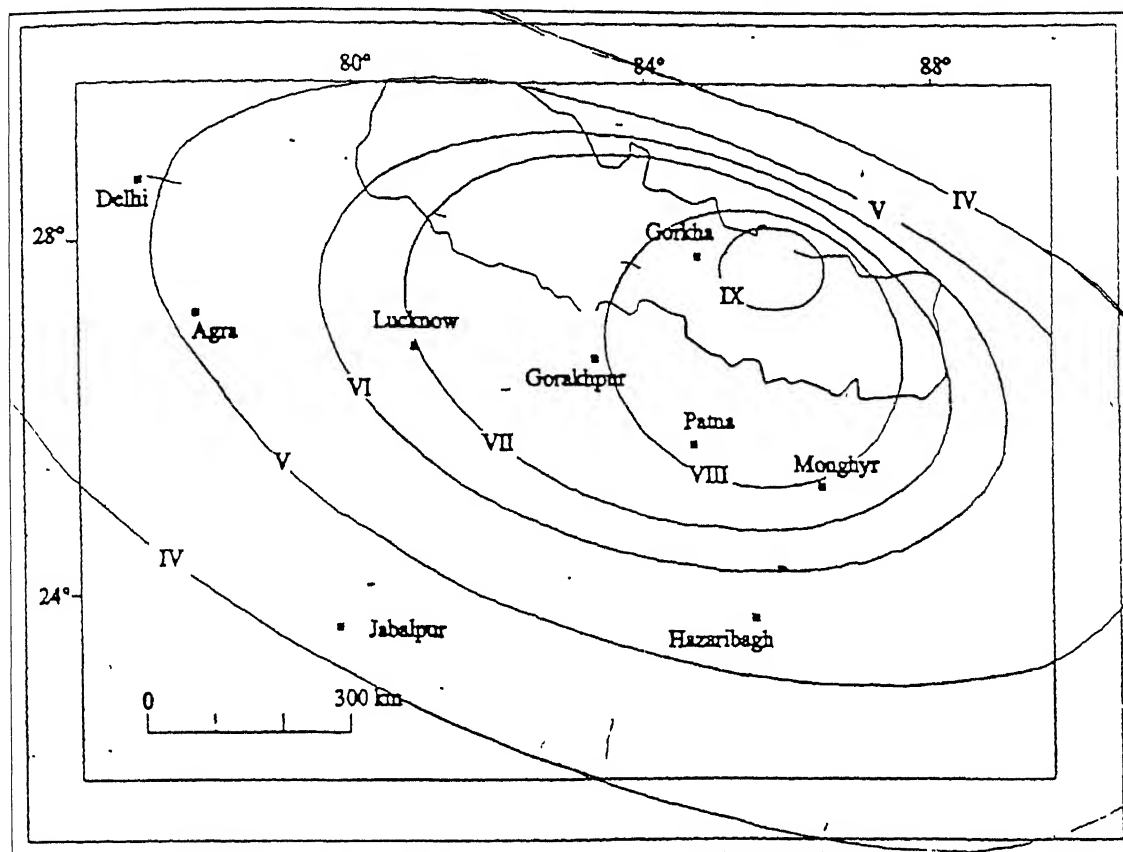 80°
84°
88°
Delhi
IV
V
28°
Gorkha
IX
Agra
Lucknow
Gorakhpur
VI
Patna
VII
V
VIII
Monghyr
IV
24°
Jabalpur
Hazaribagh
0
300 km